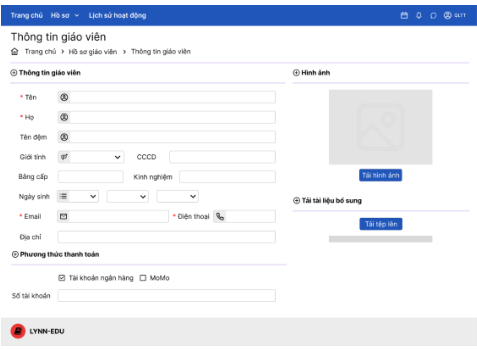 Trang chủ Hồ sơ Lịch sử hoạt động GLTT
Thông tin giáo viên
Trang chủ > Hồ sơ giáo viên > Thông tin giáo viên
Thông tin giáo viên
Hình ảnh
* Tên
* Họ
Tên đệm
Giới tính CCCD
Bằng cấp Kinh nghiệm
Tải hình ảnh
Ngày sinh
Tải tài liệu bổ sung
* Email * Điện thoại
Tải tệp lên
Địa chỉ
Phương thức thanh toán
Tài khoản ngân hàng MoMo
Số tài khoản
LYNN-EDU